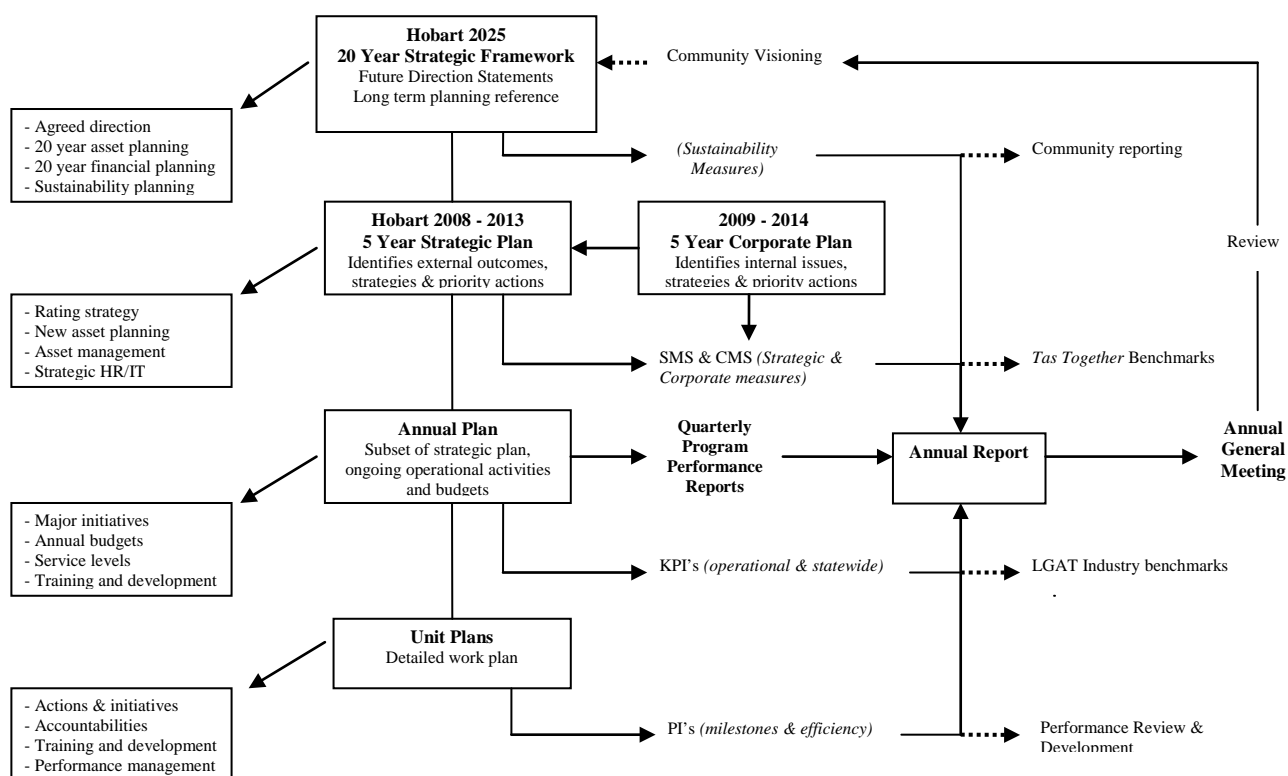 Hobart 2025
20 Year Strategic Framework
Future Direction Statements
Long term planning reference
Community Visioning
- Agreed direction
- 20 year asset planning
- 20 year financial planning
- Sustainability planning
(Sustainability
Measures)
Community reporting
Hobart 2008 - 2013
5 Year Strategic Plan
Identifies external outcomes,
strategies & priority actions
2009 - 2014
5 Year Corporate Plan
Identifies internal issues,
strategies & priority actions
Review
- Rating strategy
- New asset planning
- Asset management
- Strategic HR/IT
SMS & CMS (Strategic &
Corporate measures)
Tas Together Benchmarks
Annual Plan
Subset of strategic plan,
ongoing operational activities
and budgets
Quarterly
Program
Performance
Reports
Annual Report
Annual
General
Meeting
- Major initiatives
- Annual budgets
- Service levels
- Training and development
KPI's (operational & statewide)
LGAT Industry benchmarks
.
Unit Plans
Detailed work plan
- Actions & initiatives
- Accountabilities
- Training and development
- Performance management
PI's (milestones & efficiency)
Performance Review &
Development